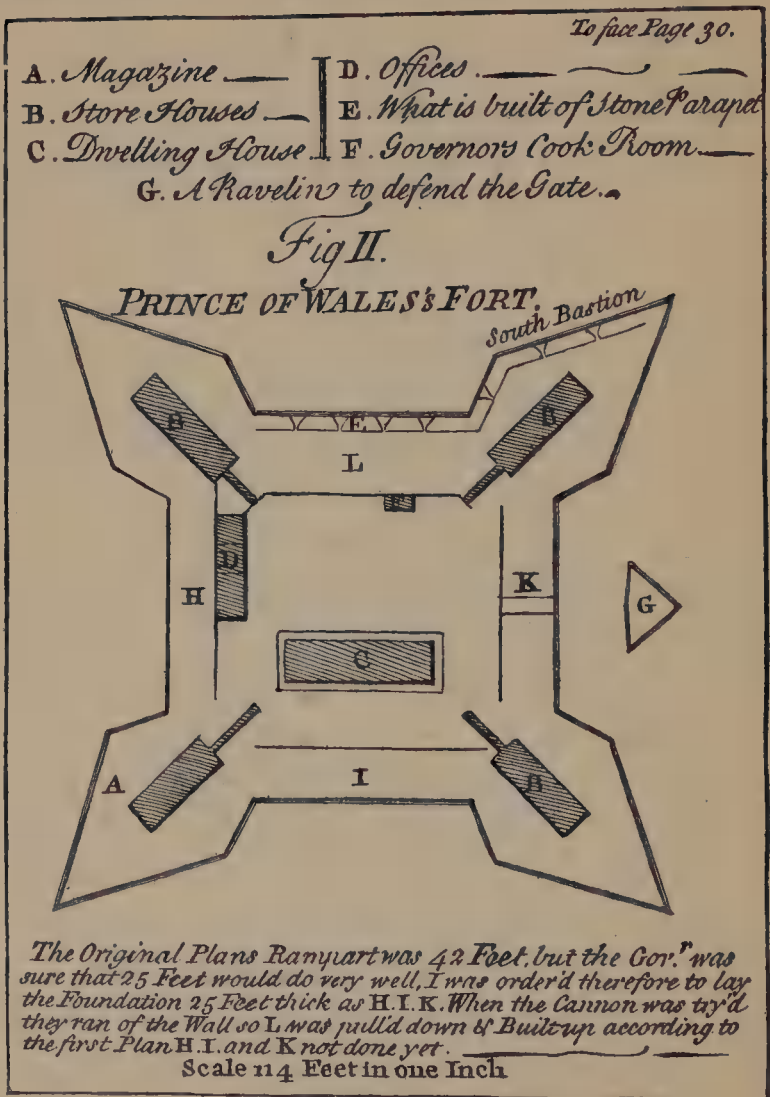 To face Page 30.
A. Magazine
B. Store Houses
C. Dwelling House.
D. Offices.
E. What is built of Stone Parapet
F. Governors Cook Room
G. A Ravelin to defend the Gate.
Fig II.
PRINCE OF WALES's FORT.
South Bastion
B
E
B
L
F
D
H
K
G
C
A
I
B
The Original Plans Rampart was 42 Feet, but the Gov.r was
sure that 25 Feet would do very well, I was order'd therefore to lay
the Foundation 25 Feet thick as H. I. K. When the Cannon was try'd
they ran of the Wall so L was pull'd down & Built up according to
the first Plan H. I. and K not done yet.
Scale 114 Feet in one Inch